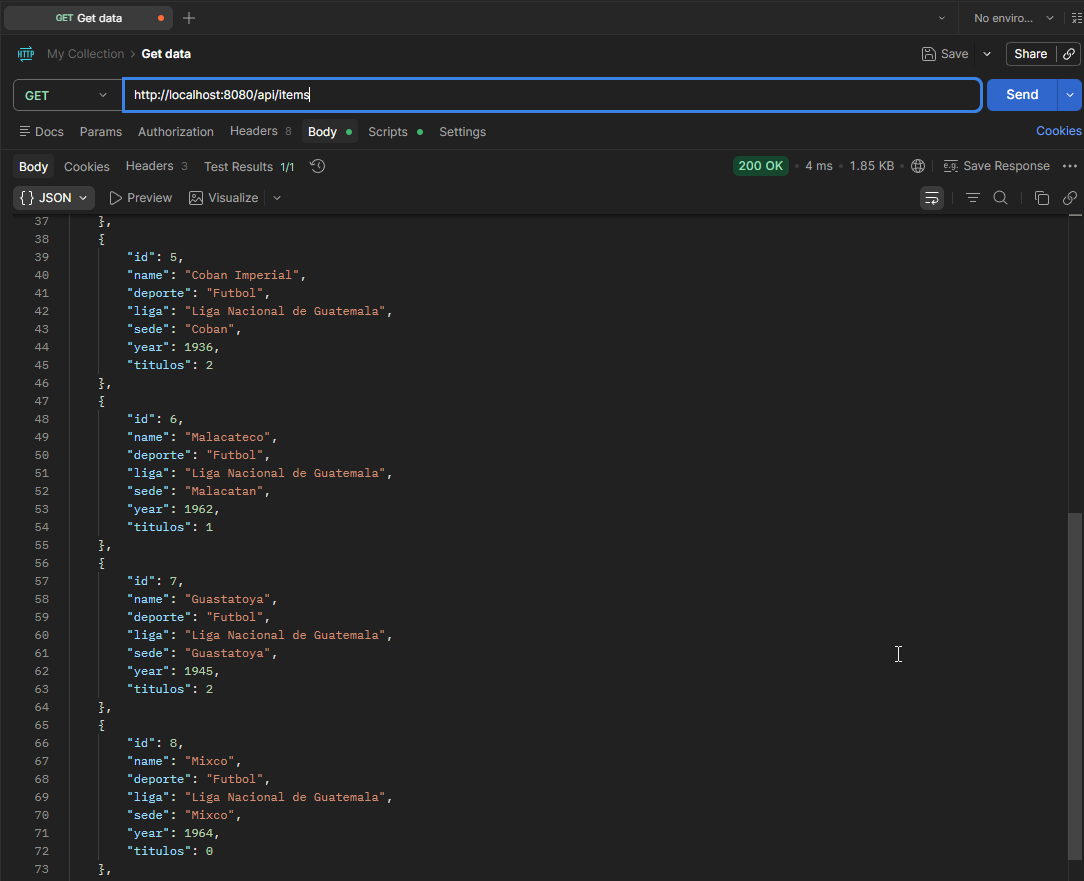 GET Get data
No enviro...
HTTP My Collection > Get data Save Share
GET http://localhost:8080/api/items Send
Docs Params Authorization Headers 8 Body Scripts Settings Cookies
Body Cookies Headers 3 Test Results 1/1 200 OK • 4 ms • 1.85 KB • e.g. Save Response
{} JSON Preview Visualize
37 },
38 {
39 "id": 5,
40 "name": "Coban Imperial",
41 "deporte": "Futbol",
42 "liga": "Liga Nacional de Guatemala",
43 "sede": "Coban",
44 "year": 1936,
45 "titulos": 2
46 },
47 {
48 "id": 6,
49 "name": "Malacateco",
50 "deporte": "Futbol",
51 "liga": "Liga Nacional de Guatemala",
52 "sede": "Malacatan",
53 "year": 1962,
54 "titulos": 1
55 },
56 {
57 "id": 7,
58 "name": "Guastatoya",
59 "deporte": "Futbol",
60 "liga": "Liga Nacional de Guatemala",
61 "sede": "Guastatoya",
62 "year": 1945,
63 "titulos": 2
64 },
65 {
66 "id": 8,
67 "name": "Mixco",
68 "deporte": "Futbol",
69 "liga": "Liga Nacional de Guatemala",
70 "sede": "Mixco",
71 "year": 1964,
72 "titulos": 0
73 },